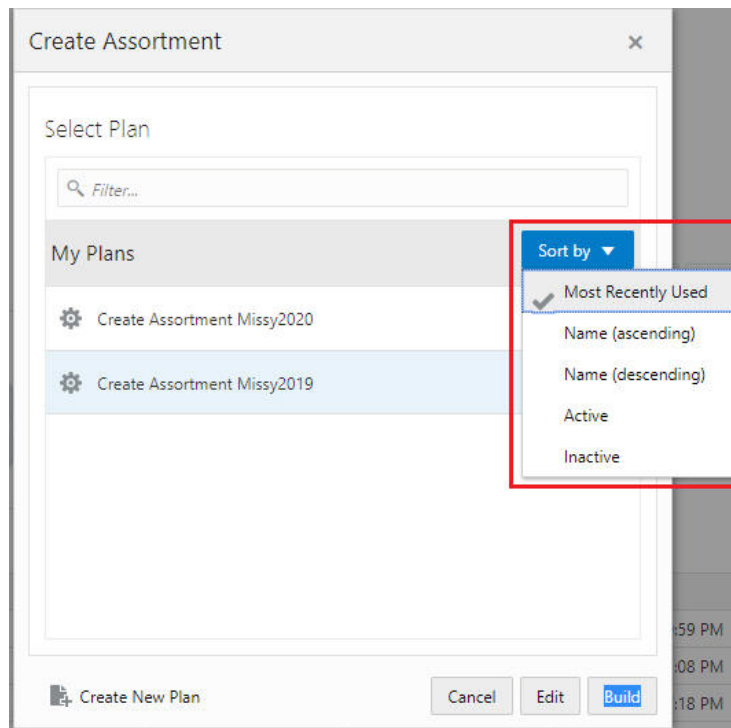 Create Assortment
Select Plan
Filter...
My Plans
Sort by
Most Recently Used
Name (ascending)
Name (descending)
Active
Inactive
Create Assortment Missy2020
Create Assortment Missy2019
:59 PM
:08 PM
:18 PM
Create New Plan
Cancel
Edit
Build